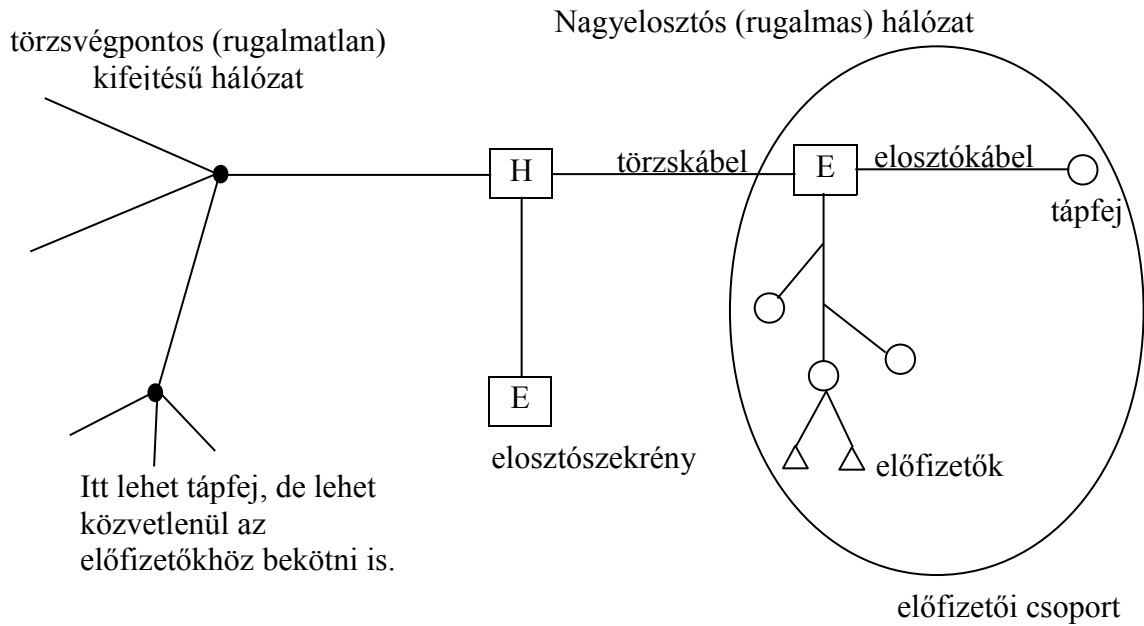 Nagyelosztós (rugalmas) hálózat
törzsvégpontos (rugalmatlan)
kifejtésű hálózat
H
törzskábel
E
elosztókábel
tápfej
E
elosztószekrény
előfizetők
Itt lehet tápfej, de lehet
közvetlenül az
előfizetőkhöz bekötni is.
előfizetői csoport